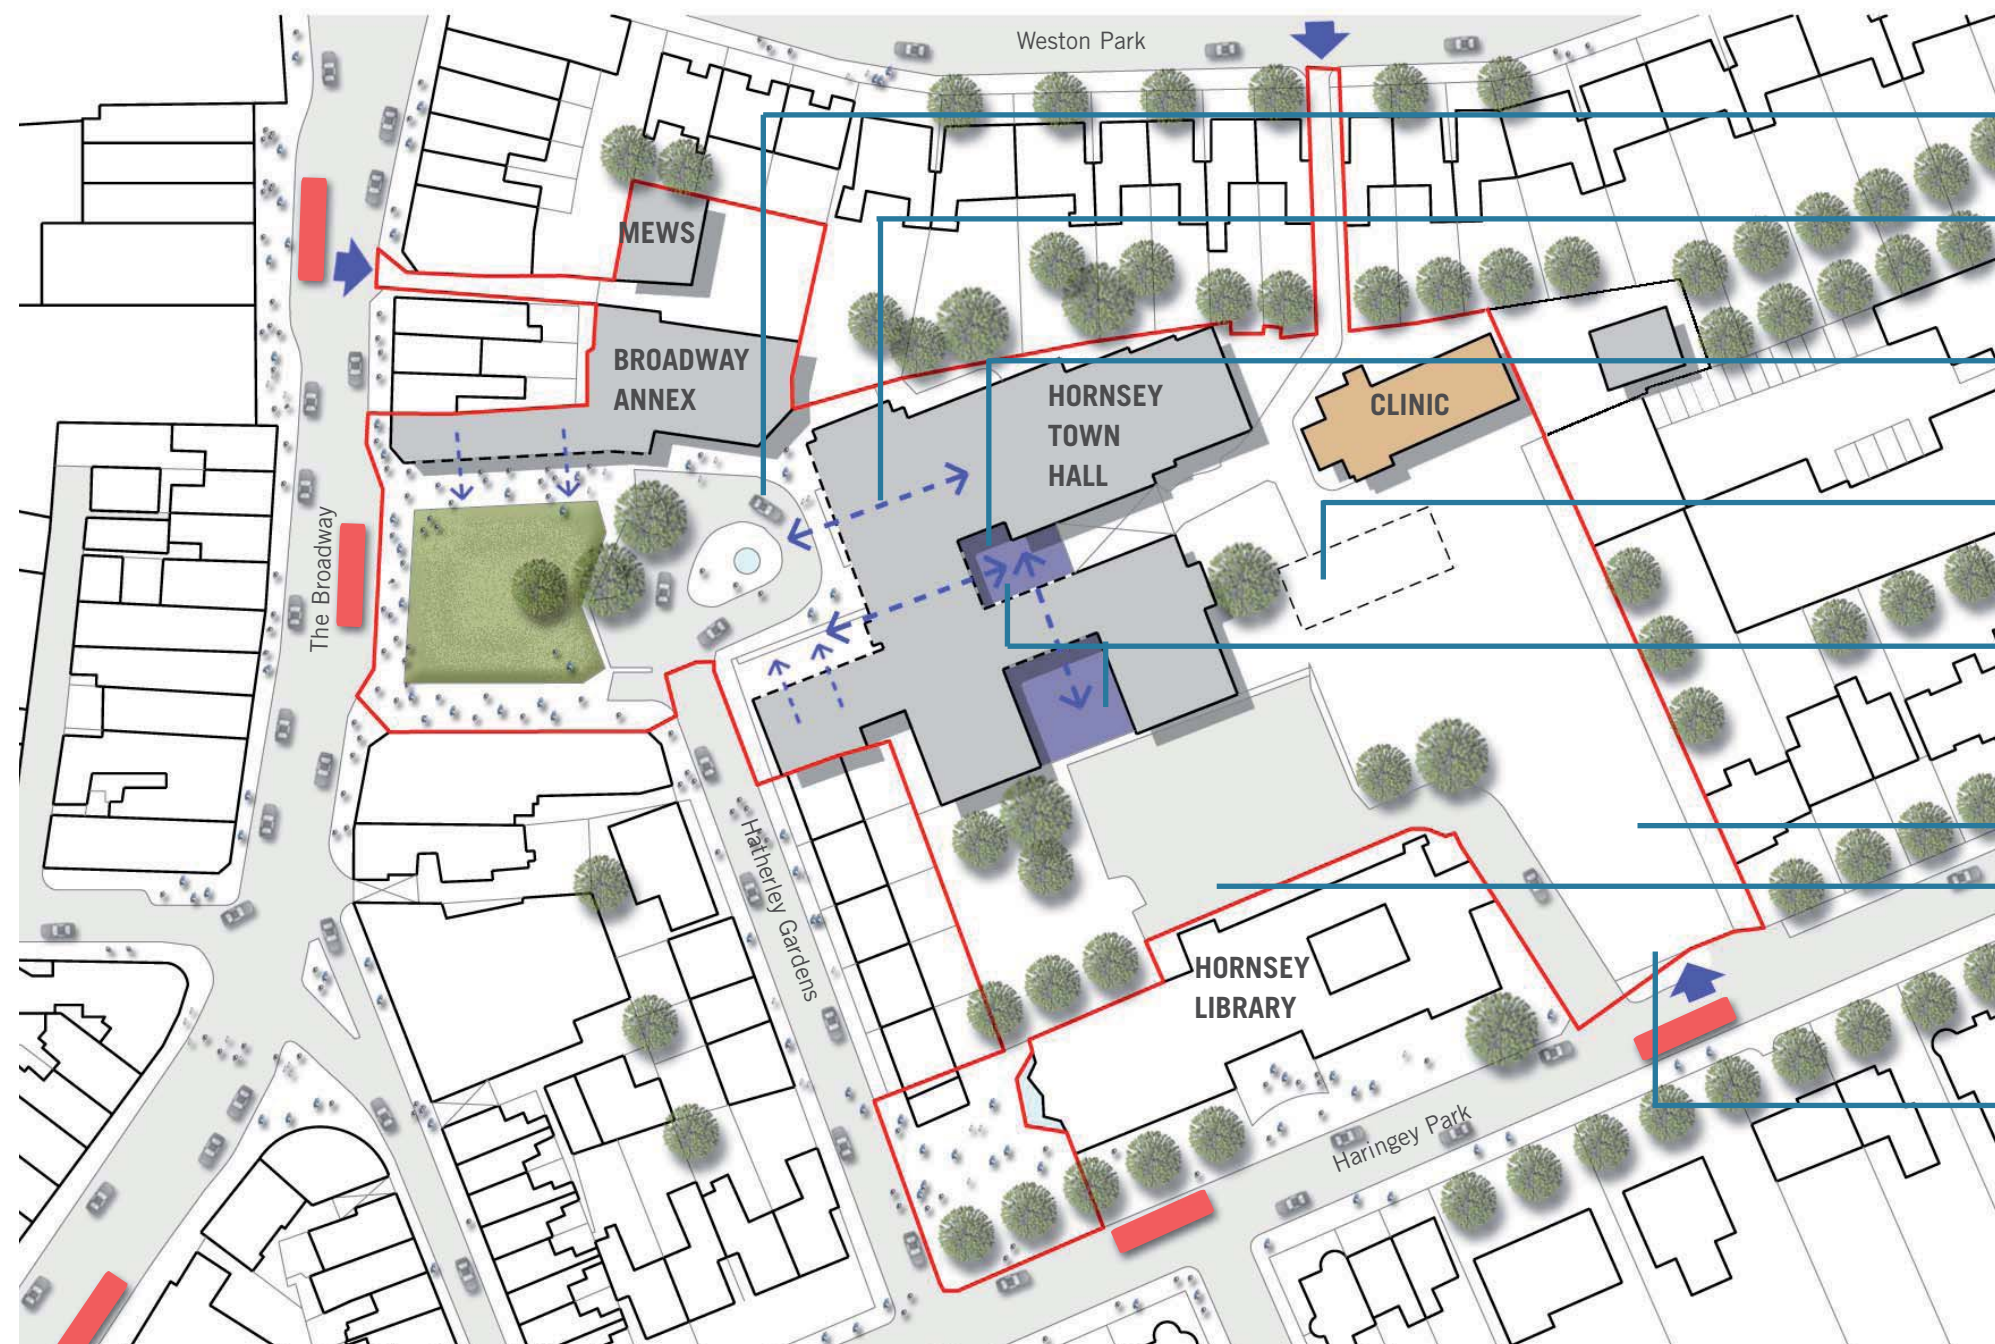 Weston Park
MEWS
BROADWAY
ANNEX
HORNSEY
TOWN
HALL
CLINIC
The Broadway
Hatherley Gardens
HORNSEY
LIBRARY
Haringey Park